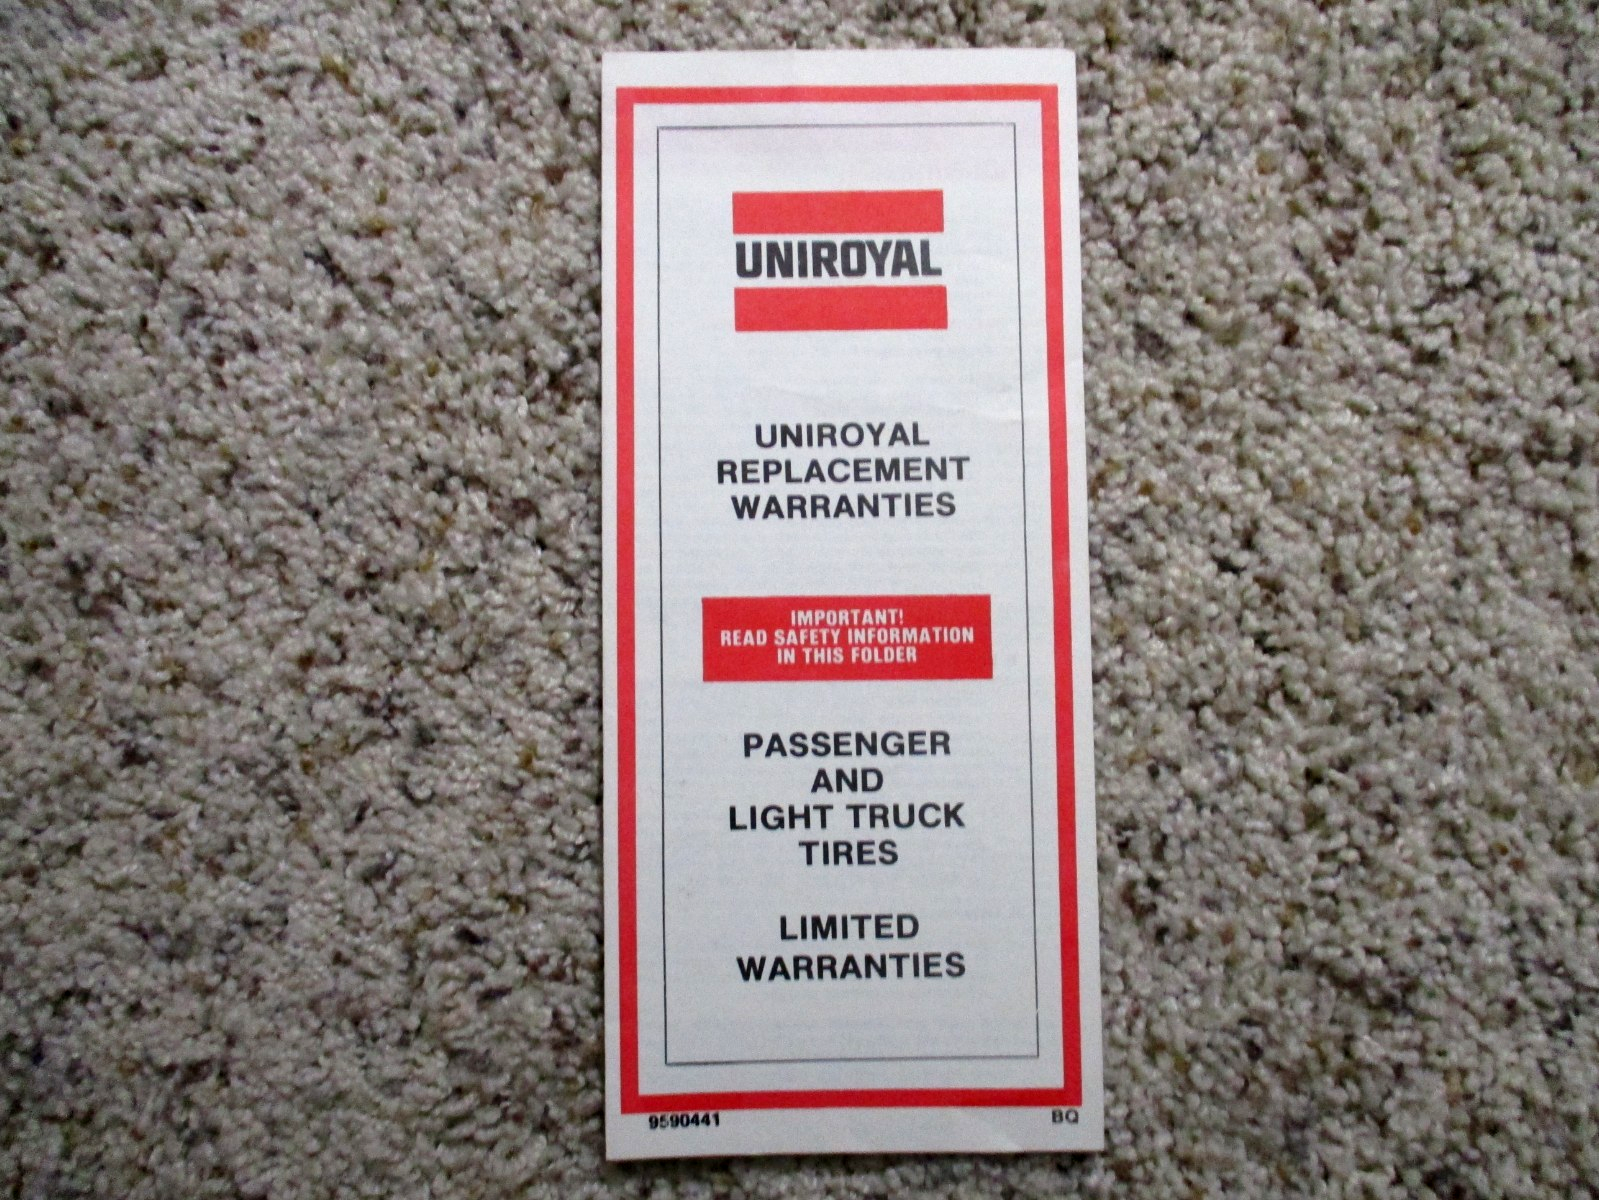 UNIROYAL
UNIROYAL
REPLACEMENT
WARRANTIES
IMPORTANT!
READ SAFETY INFORMATION
IN THIS FOLDER
PASSENGER
AND
LIGHT TRUCK
TIRES
LIMITED
WARRANTIES
9590441 BQ